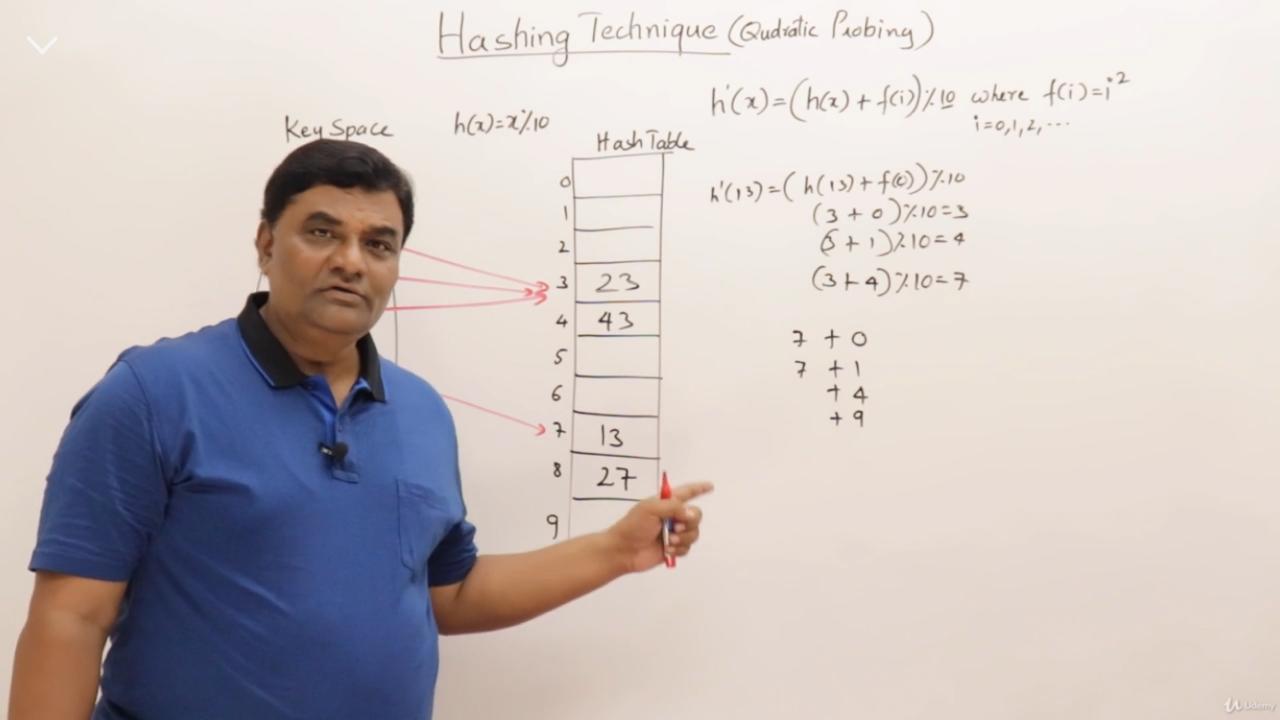 Hashing Technique (Qudratic Probing)
h'(x)=(h(x)+f(i))%10 where f(i)=i²
i=0,1,2,...
Key Space
h(x)=x%10
Hash Table
0
1
2
3 23
4 43
5
6
7 13
8 27
9
h'(13)=(h(13)+f(0))%10
(3+0)%10=3
(3+1)%10=4
(3+4)%10=7
7 + 0
7 + 1
+ 4
+ 9
Udemy